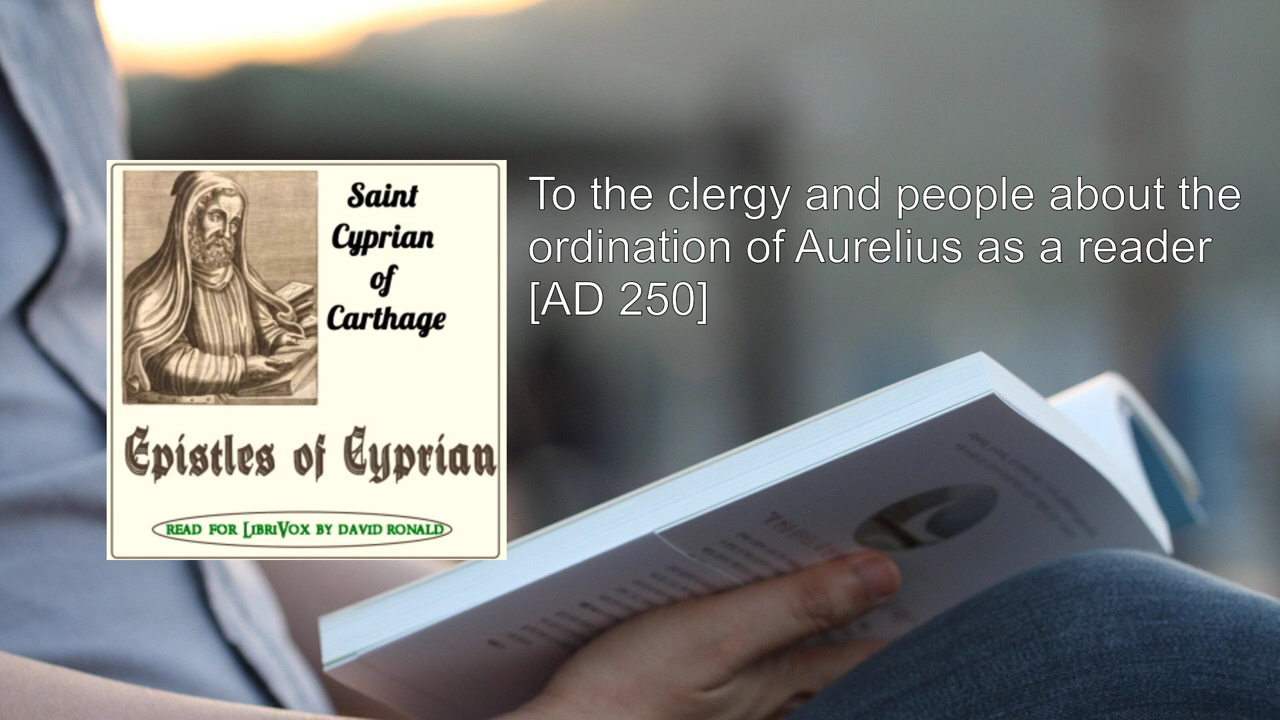 Saint
Cyprian
of
Carthage
Epistles of Cyprian
READ FOR LIBRIVOX BY DAVID RONALD
To the clergy and people about the
ordination of Aurelius as a reader
[AD 250]